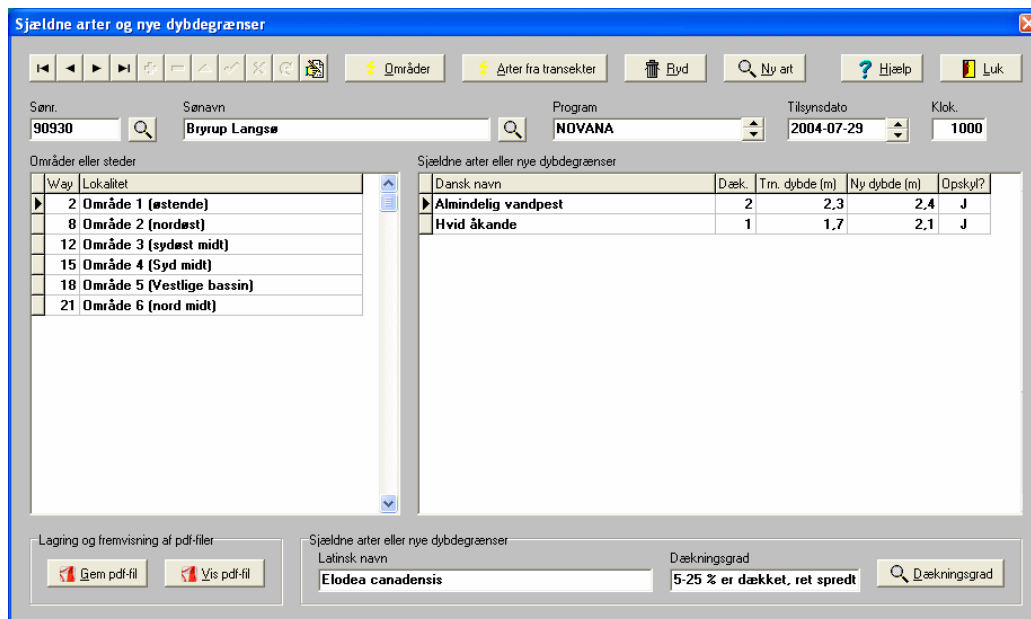 Sjældne arter og nye dybdegrænser
Områder Arter fra transekter Ryd Ny art Hjælp Luk
Sønr. Sønavn Program Tilsynsdato Klok.
90930 Bryrup Langsø NOVANA 2004-07-29 1000
Områder eller steder
Way Lokalitet
2 Område 1 (østende)
8 Område 2 (nordøst)
12 Område 3 (sydøst midt)
15 Område 4 (Syd midt)
18 Område 5 (Vestlige bassin)
21 Område 6 (nord midt)
Sjældne arter eller nye dybdegrænser
Dansk navn Dæk. Trn. dybde (m) Ny dybde (m) Opskyl?
Almindelig vandpest 2 2,3 2,4 J
Hvid åkande 1 1,7 2,1 J
Lagring og fremvisning af pdf-filer
Gem pdf-fil Vis pdf-fil
Sjældne arter eller nye dybdegrænser
Latinsk navn Dækningsgrad
Elodea canadensis 5-25 % er dækket, ret spredt Dækningsgrad